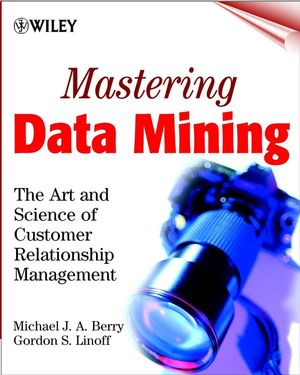 WILEY
Mastering
Data Mining
The Art and
Science of
Customer
Relationship
Management
Michael J. A. Berry
Gordon S. Linoff